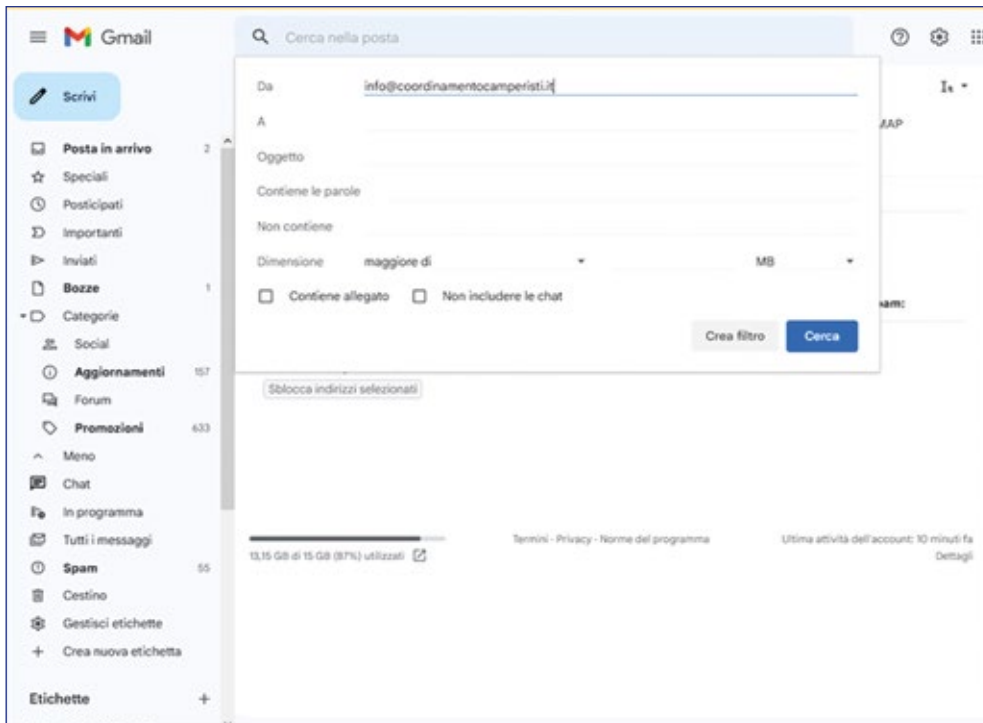 Gmail
Cerca nella posta
Scrivi
Posta in arrivo 2
Speciali
Posticipati
Importanti
Inviati
Bozze 1
Categorie
Social
Aggiornamenti 157
Forum
Promozioni 633
Meno
Chat
In programma
Tutti i messaggi
Spam 55
Cestino
Gestisci etichette
Crea nuova etichetta
Etichette +
Da info@coordinamentocamperisti.it
A
Oggetto
Contiene le parole
Non contiene
Dimensione maggiore di MB
Contiene allegato Non includere le chat
Crea filtro Cerca
Sblocca indirizzi selezionati
13,15 GB di 15 GB (87%) utilizzati
Termini · Privacy · Norme del programma
Ultima attività dell'account: 10 minuti fa
Dettagli